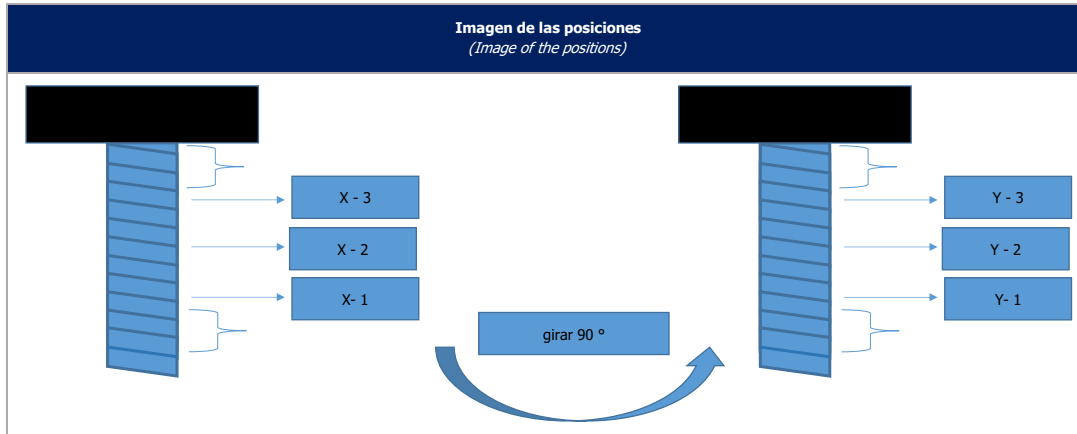 Imagen de las posiciones
(Image of the positions)
X - 3
X - 2
X- 1
girar 90 °
Y - 3
Y - 2
Y- 1